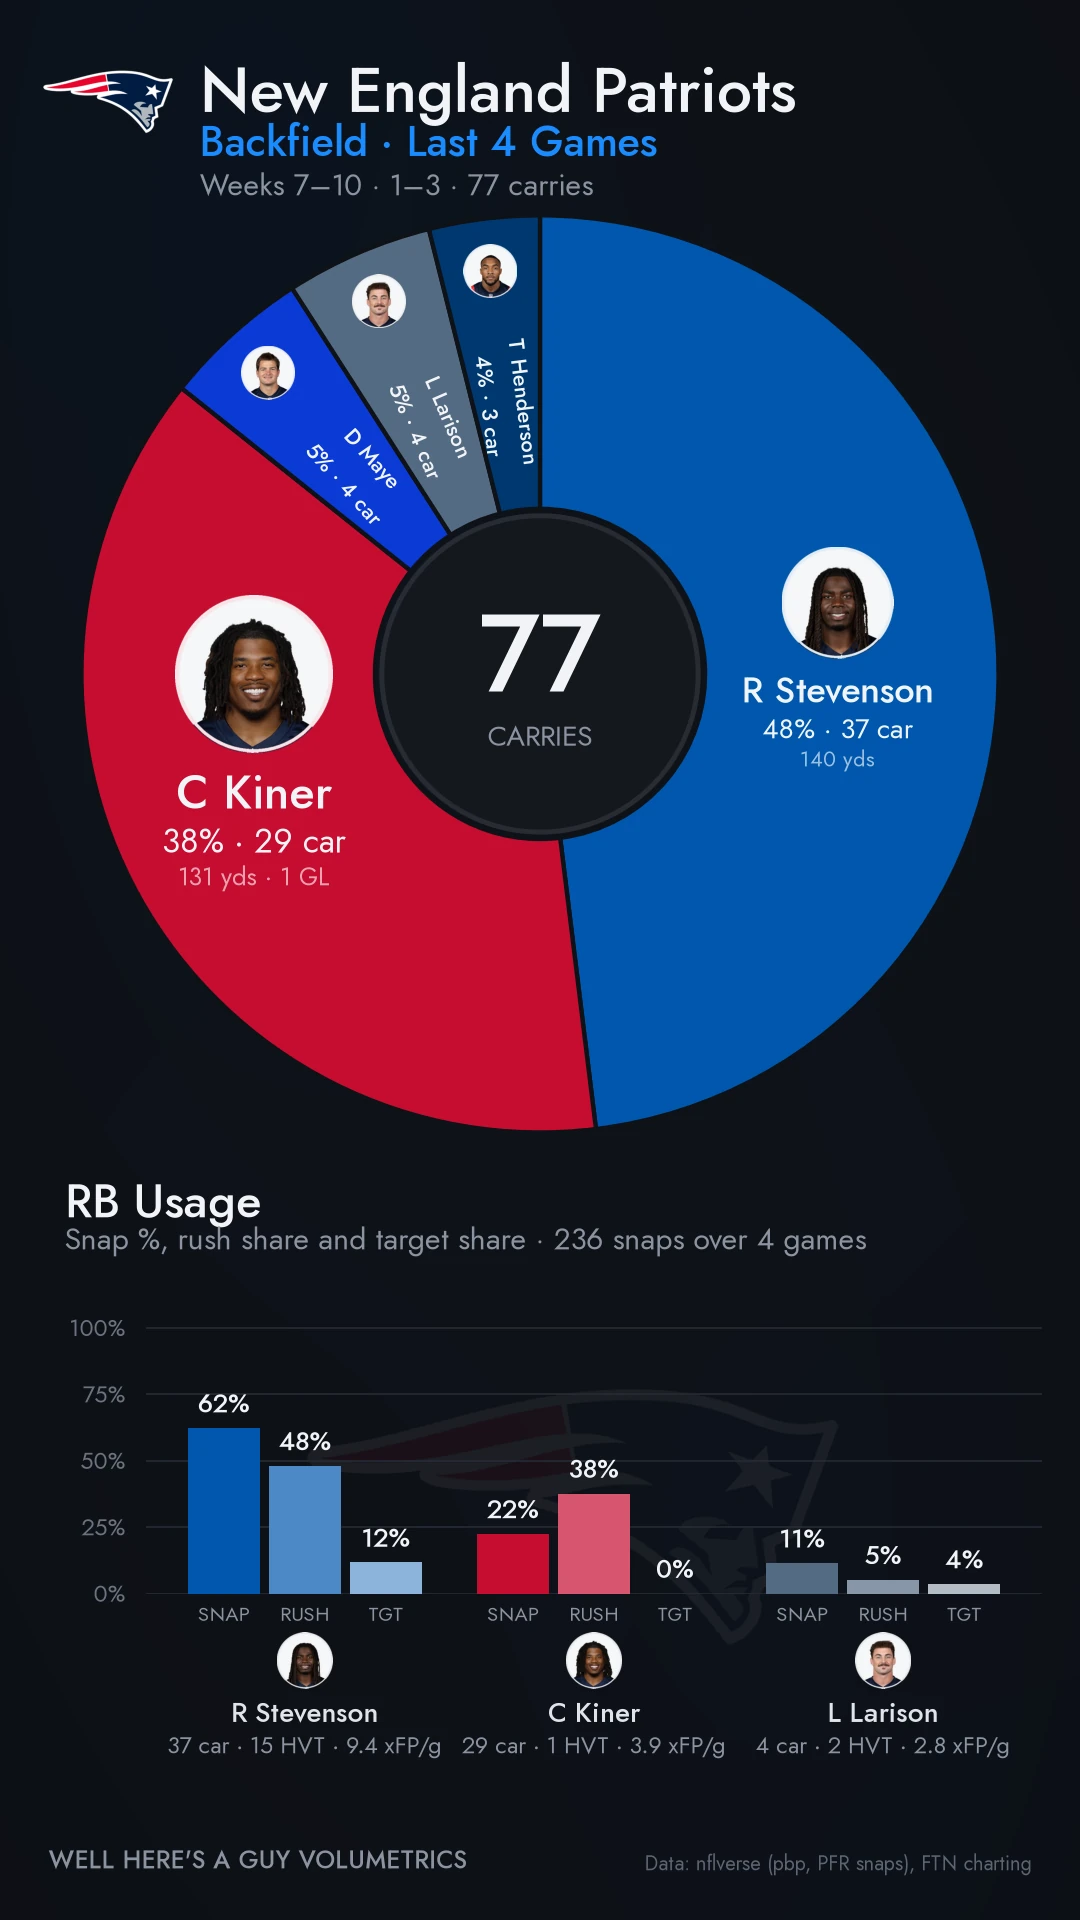 New England Patriots
Backfield · Last 4 Games
Weeks 7–10 · 1–3 · 77 carries
T Henderson
4% · 3 car
L Larison
5% · 4 car
D Maye
5% · 4 car
R Stevenson
48% · 37 car
140 yds
C Kiner
38% · 29 car
131 yds · 1 GL
77
CARRIES
RB Usage
Snap %, rush share and target share · 236 snaps over 4 games
100%
75%
50%
25%
0%
62%
48%
12%
22%
38%
0%
11%
5%
4%
SNAP RUSH TGT SNAP RUSH TGT SNAP RUSH TGT
R Stevenson C Kiner L Larison
37 car · 15 HVT · 9.4 xFP/g 29 car · 1 HVT · 3.9 xFP/g 4 car · 2 HVT · 2.8 xFP/g
WELL HERE'S A GUY VOLUMETRICS
Data: nflverse (pbp, PFR snaps), FTN charting